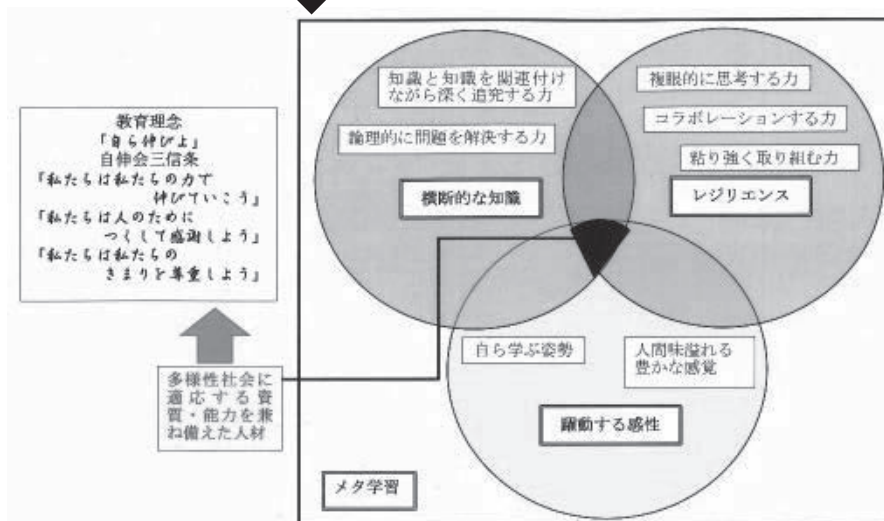 教育理念
「自ら伸びよ」
自伸会三信条
「私たちは私たちの力で
伸びていこう」
「私たちは人のために
つくして感謝しよう」
「私たちは私たちの
きまりを尊重しよう」
多様性社会に
適応する資
質・能力を兼
ね備えた人材
知識と知識を関連付け
ながら深く追究する力
論理的に問題を解決する力
横断的な知識
複眼的に思考する力
コラボレーションする力
粘り強く取り組む力
レジリエンス
自ら学ぶ姿勢
人間味溢れる
豊かな感覚
躍動する感性
メタ学習